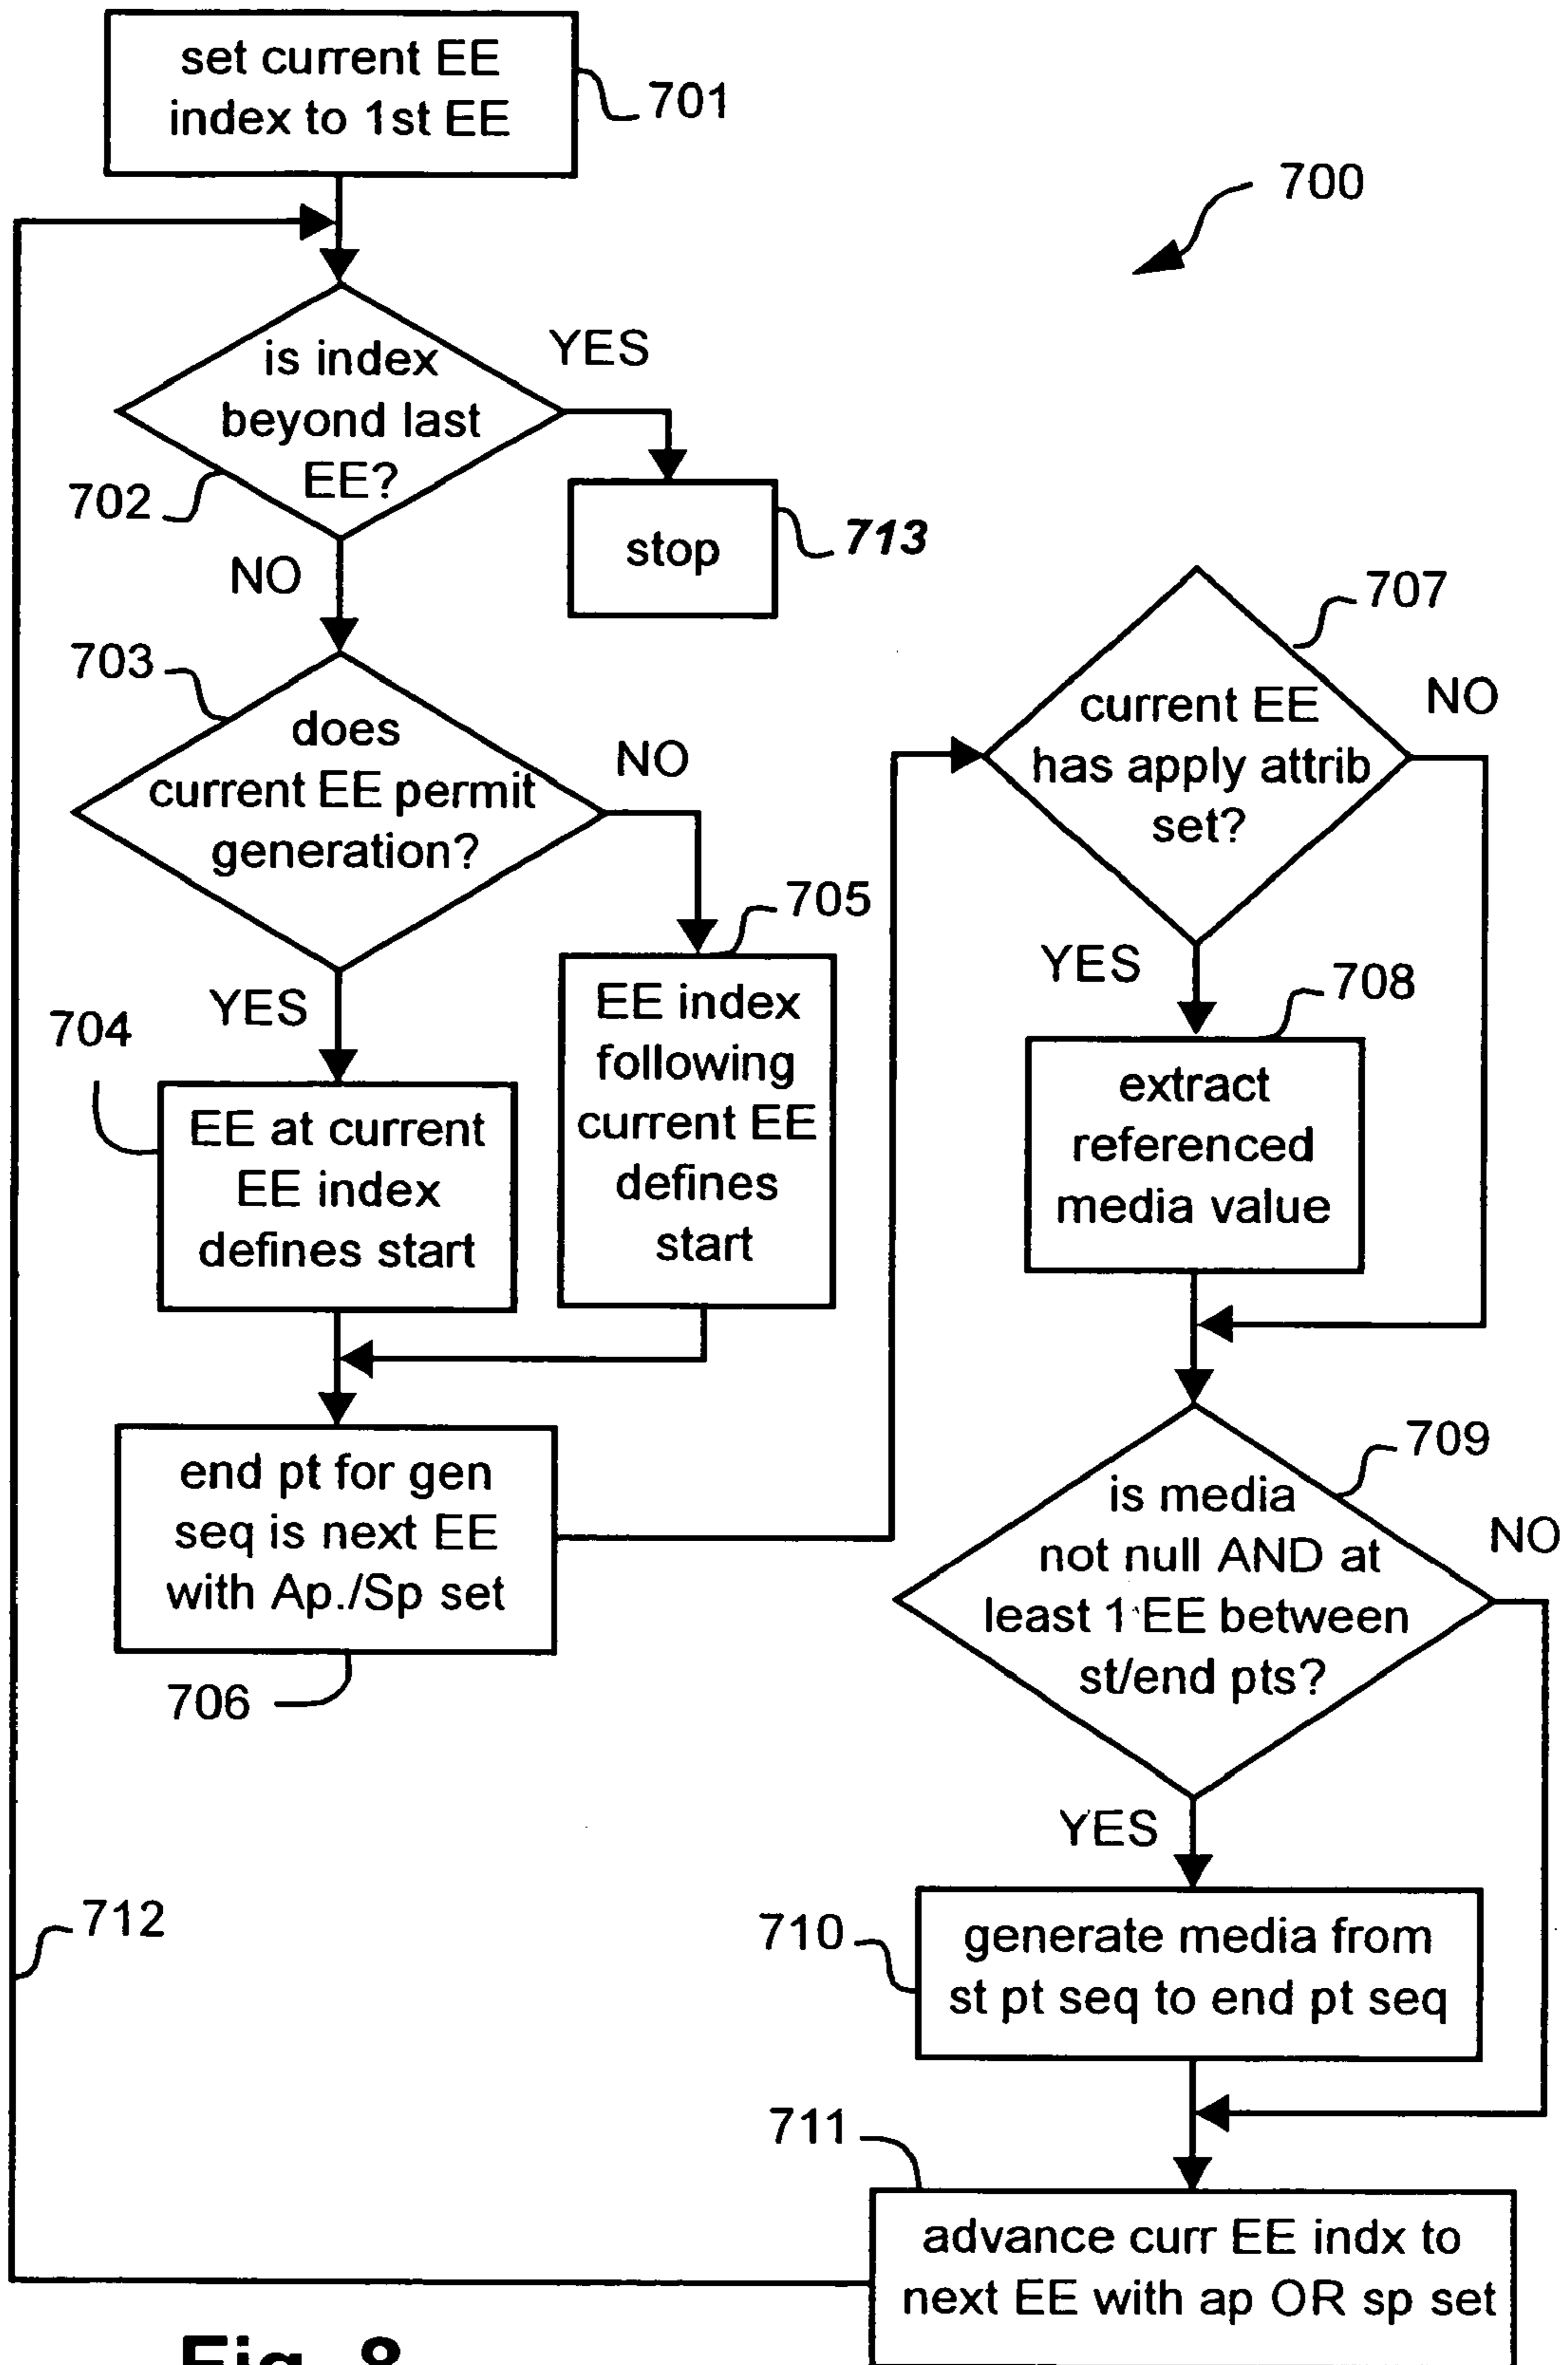 set current EE
index to 1st EE
701
700
is index
beyond last
EE?
YES
702
stop
713
NO
703
does
current EE permit
generation?
NO
YES
704
EE at current
EE index
defines start
705
EE index
following
current EE
defines
start
end pt for gen
seq is next EE
with Ap./Sp set
706
707
current EE
has apply attrib
set?
NO
YES
708
extract
referenced
media value
709
is media
not null AND at
least 1 EE between
st/end pts?
NO
YES
710
generate media from
st pt seq to end pt seq
711
advance curr EE indx to
next EE with ap OR sp set
712
Fig. 8